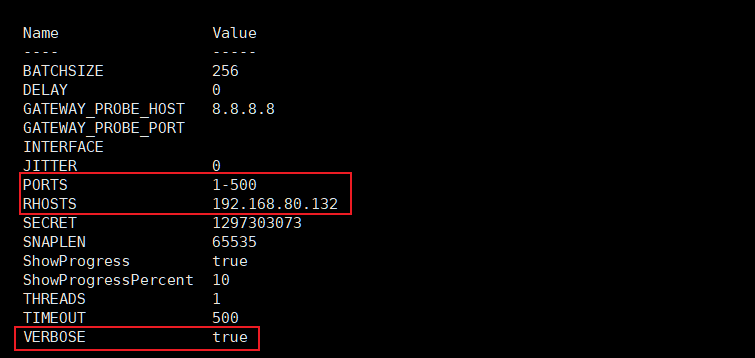 Name Value
---- -----
BATCHSIZE 256
DELAY 0
GATEWAY_PROBE_HOST 8.8.8.8
GATEWAY_PROBE_PORT
INTERFACE
JITTER 0
PORTS 1-500
RHOSTS 192.168.80.132
SECRET 1297303073
SNAPLEN 65535
ShowProgress true
ShowProgressPercent 10
THREADS 1
TIMEOUT 500
VERBOSE true